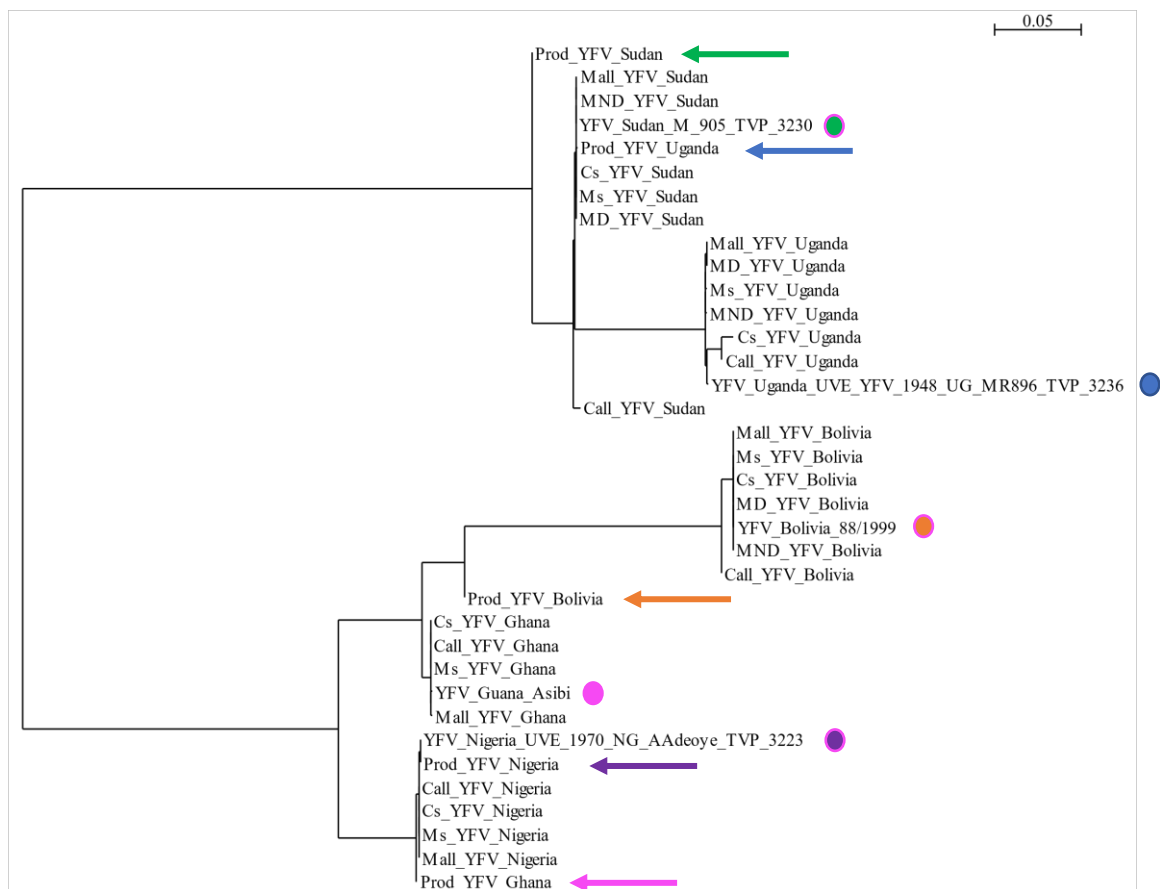 0.05
Prod_YFV_Sudan
Mall_YFV_Sudan
MND_YFV_Sudan
YFV_Sudan_M_905_TVP_3230
Prod_YFV_Uganda
Cs_YFV_Sudan
Ms_YFV_Sudan
MD_YFV_Sudan
Mall_YFV_Uganda
MD_YFV_Uganda
Ms_YFV_Uganda
MND_YFV_Uganda
Cs_YFV_Uganda
Call_YFV_Uganda
YFV_Uganda_UVE_YFV_1948_UG_MR896_TVP_3236
Call_YFV_Sudan
Mall_YFV_Bolivia
Ms_YFV_Bolivia
Cs_YFV_Bolivia
MD_YFV_Bolivia
YFV_Bolivia_88/1999
MND_YFV_Bolivia
Call_YFV_Bolivia
Prod_YFV_Bolivia
Cs_YFV_Ghana
Call_YFV_Ghana
Ms_YFV_Ghana
YFV_Guana_Asibi
Mall_YFV_Ghana
YFV_Nigeria_UVE_1970_NG_AAdeoye_TVP_3223
Prod_YFV_Nigeria
Call_YFV_Nigeria
Cs_YFV_Nigeria
Ms_YFV_Nigeria
Mall_YFV_Nigeria
Prod_YFV_Ghana